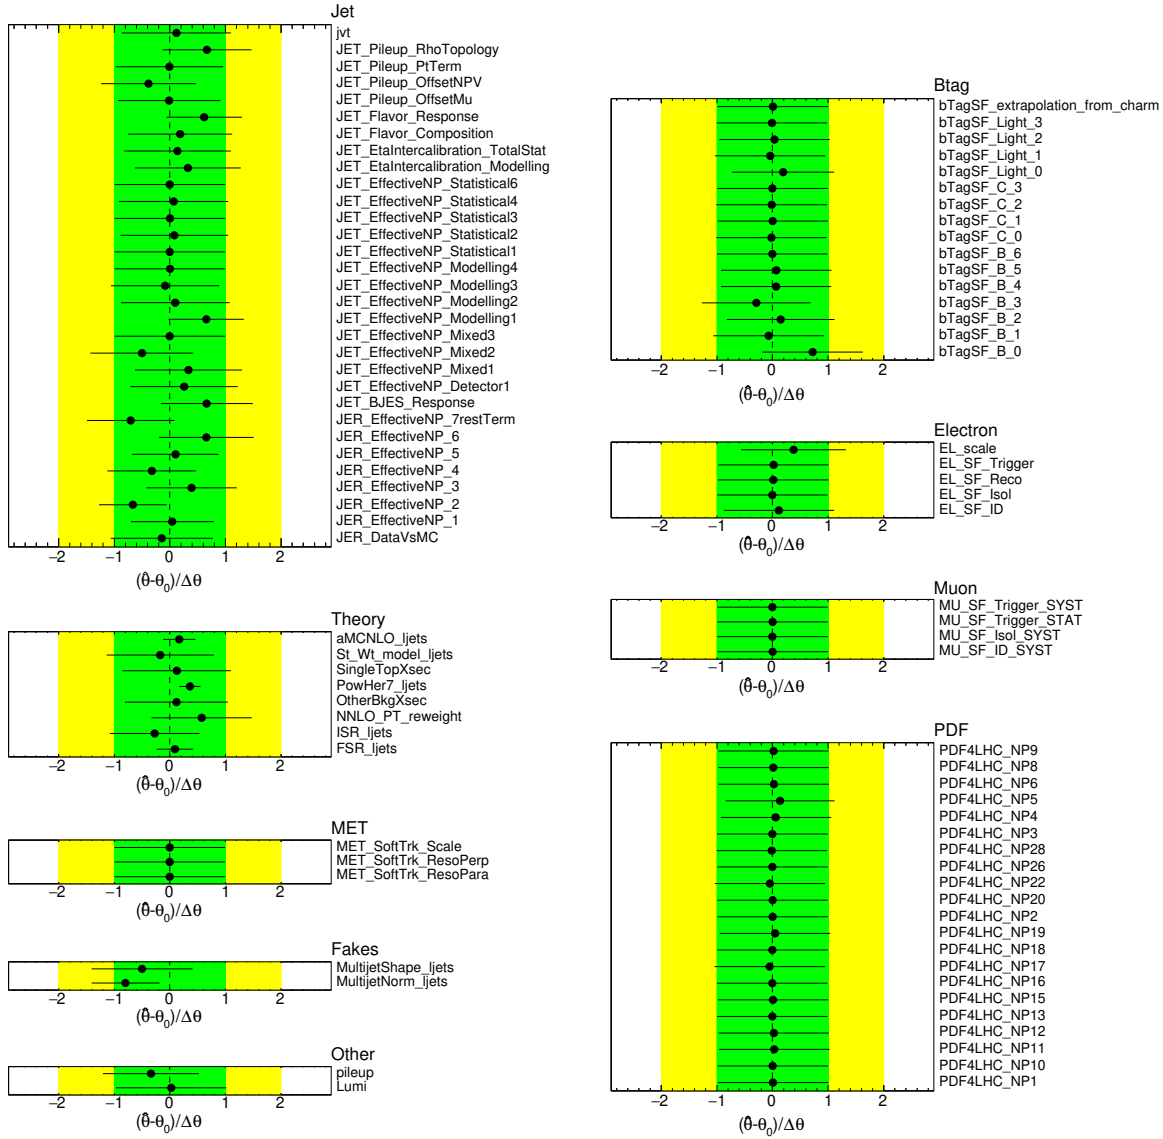 Jet
jvt
JET_Pileup_RhoTopology
JET_Pileup_PtTerm
JET_Pileup_OffsetNPV
JET_Pileup_OffsetMu
JET_Flavor_Response
JET_Flavor_Composition
JET_EtaIntercalibration_TotalStat
JET_EtaIntercalibration_Modelling
JET_EffectiveNP_Statistical6
JET_EffectiveNP_Statistical4
JET_EffectiveNP_Statistical3
JET_EffectiveNP_Statistical2
JET_EffectiveNP_Statistical1
JET_EffectiveNP_Modelling4
JET_EffectiveNP_Modelling3
JET_EffectiveNP_Modelling2
JET_EffectiveNP_Modelling1
JET_EffectiveNP_Mixed3
JET_EffectiveNP_Mixed2
JET_EffectiveNP_Mixed1
JET_EffectiveNP_Detector1
JET_BJES_Response
JER_EffectiveNP_7restTerm
JER_EffectiveNP_6
JER_EffectiveNP_5
JER_EffectiveNP_4
JER_EffectiveNP_3
JER_EffectiveNP_2
JER_EffectiveNP_1
JER_DataVsMC
−2 −1 0 1 2
(θ̂-θ₀)/Δθ
Theory
aMCNLO_ljets
St_Wt_model_ljets
SingleTopXsec
PowHer7_ljets
OtherBkgXsec
NNLO_PT_reweight
ISR_ljets
FSR_ljets
−2 −1 0 1 2
(θ̂-θ₀)/Δθ
MET
MET_SoftTrk_Scale
MET_SoftTrk_ResoPerp
MET_SoftTrk_ResoPara
−2 −1 0 1 2
(θ̂-θ₀)/Δθ
Fakes
MultijetShape_ljets
MultijetNorm_ljets
−2 −1 0 1 2
(θ̂-θ₀)/Δθ
Other
pileup
Lumi
−2 −1 0 1 2
(θ̂-θ₀)/Δθ
Btag
bTagSF_extrapolation_from_charm
bTagSF_Light_3
bTagSF_Light_2
bTagSF_Light_1
bTagSF_Light_0
bTagSF_C_3
bTagSF_C_2
bTagSF_C_1
bTagSF_C_0
bTagSF_B_6
bTagSF_B_5
bTagSF_B_4
bTagSF_B_3
bTagSF_B_2
bTagSF_B_1
bTagSF_B_0
−2 −1 0 1 2
(θ̂-θ₀)/Δθ
Electron
EL_scale
EL_SF_Trigger
EL_SF_Reco
EL_SF_Isol
EL_SF_ID
−2 −1 0 1 2
(θ̂-θ₀)/Δθ
Muon
MU_SF_Trigger_SYST
MU_SF_Trigger_STAT
MU_SF_Isol_SYST
MU_SF_ID_SYST
−2 −1 0 1 2
(θ̂-θ₀)/Δθ
PDF
PDF4LHC_NP9
PDF4LHC_NP8
PDF4LHC_NP6
PDF4LHC_NP5
PDF4LHC_NP4
PDF4LHC_NP3
PDF4LHC_NP28
PDF4LHC_NP26
PDF4LHC_NP22
PDF4LHC_NP20
PDF4LHC_NP2
PDF4LHC_NP19
PDF4LHC_NP18
PDF4LHC_NP17
PDF4LHC_NP16
PDF4LHC_NP15
PDF4LHC_NP13
PDF4LHC_NP12
PDF4LHC_NP11
PDF4LHC_NP10
PDF4LHC_NP1
−2 −1 0 1 2
(θ̂-θ₀)/Δθ